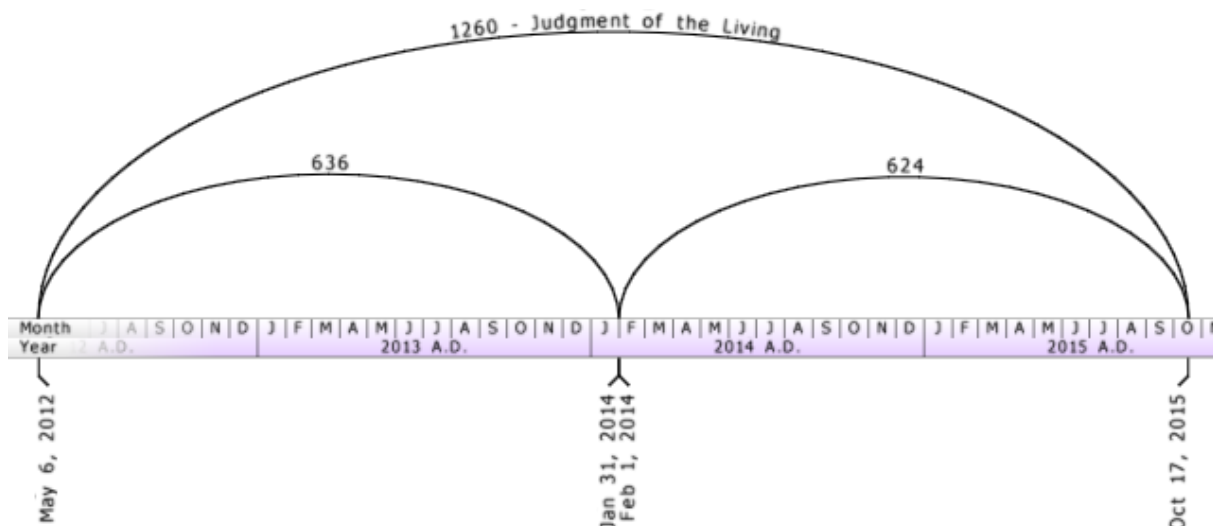 1260 - Judgment of the Living
636
624
Month J A S O N D J F M A M J J A S O N D J F M A M J J A S O N D J F M A M J J A S O
Year 2 A.D. 2013 A.D. 2014 A.D. 2015 A.D.
May 6, 2012
Jan 31, 2014
Feb 1, 2014
Oct 17, 2015